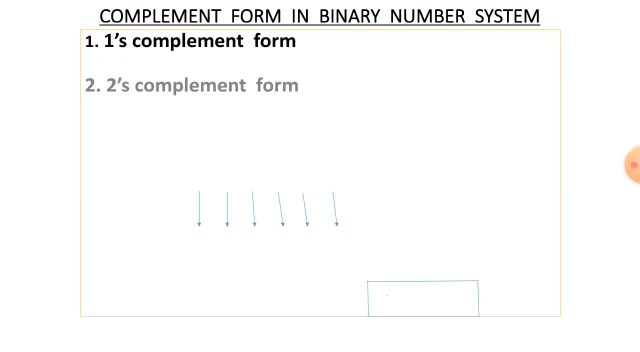 COMPLEMENT FORM IN BINARY NUMBER SYSTEM
1. 1’s complement form
2. 2’s complement form